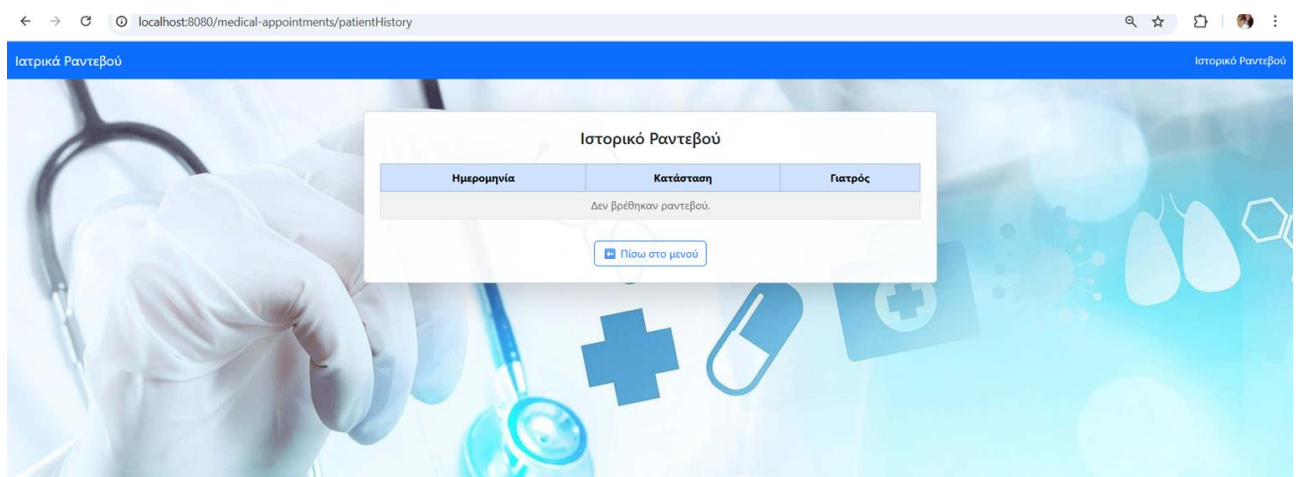 localhost:8080/medical-appointments/patientHistory
Ιατρικά Ραντεβού
Ιστορικό Ραντεβού
Ιστορικό Ραντεβού
Ημερομηνία Κατάσταση Γιατρός
Δεν βρέθηκαν ραντεβού.
Πίσω στο μενού